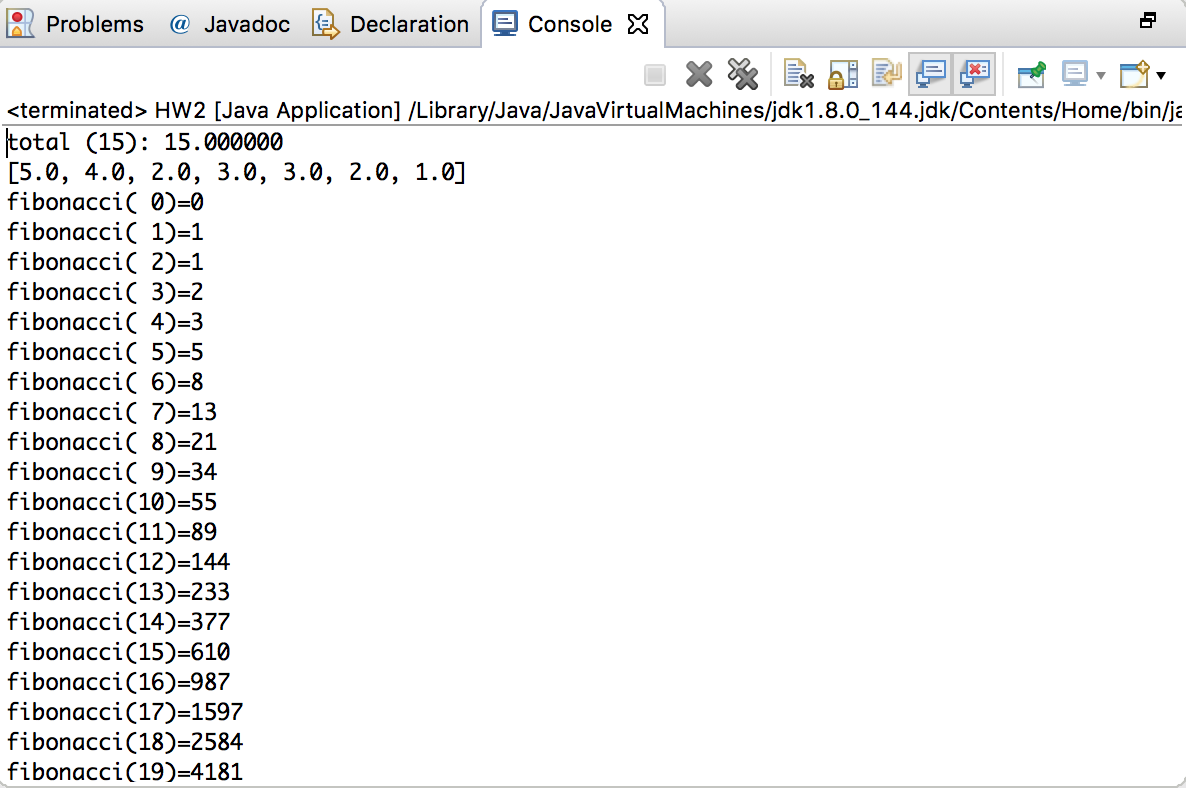 Problems @ Javadoc Declaration Console
<terminated> HW2 [Java Application] /Library/Java/JavaVirtualMachines/jdk1.8.0_144.jdk/Contents/Home/bin/ja
total (15): 15.000000
[5.0, 4.0, 2.0, 3.0, 3.0, 2.0, 1.0]
fibonacci( 0)=0
fibonacci( 1)=1
fibonacci( 2)=1
fibonacci( 3)=2
fibonacci( 4)=3
fibonacci( 5)=5
fibonacci( 6)=8
fibonacci( 7)=13
fibonacci( 8)=21
fibonacci( 9)=34
fibonacci(10)=55
fibonacci(11)=89
fibonacci(12)=144
fibonacci(13)=233
fibonacci(14)=377
fibonacci(15)=610
fibonacci(16)=987
fibonacci(17)=1597
fibonacci(18)=2584
fibonacci(19)=4181